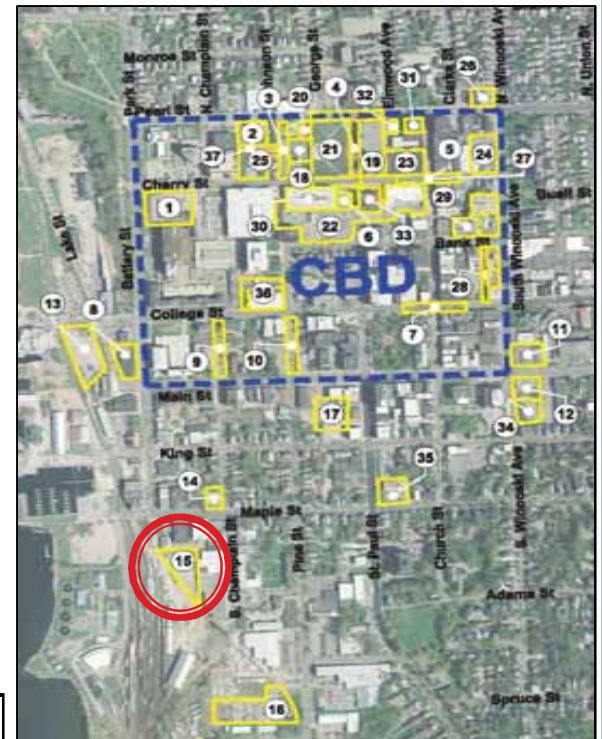 Monroe St
Park St
N. Champlain St
Johnson St
George St
Elmwood Ave
Clarke St
N. Winooski Ave
N. Union St
Pearl St
26
31
32
4
20
3
2
37
25
18
21
19
23
5
24
27
Cherry St
Buell St
1
30
22
6
33
29
Bank St
South Winooski Ave
Lake St
Battery St
CBD
36
28
College St
13
8
9
10
7
11
Main St
17
34
12
King St
14
35
Maple St
S. Champlain St
Pine St
St. Paul St
Church St
S. Winooski Ave
15
Adams St
16
Spruce St